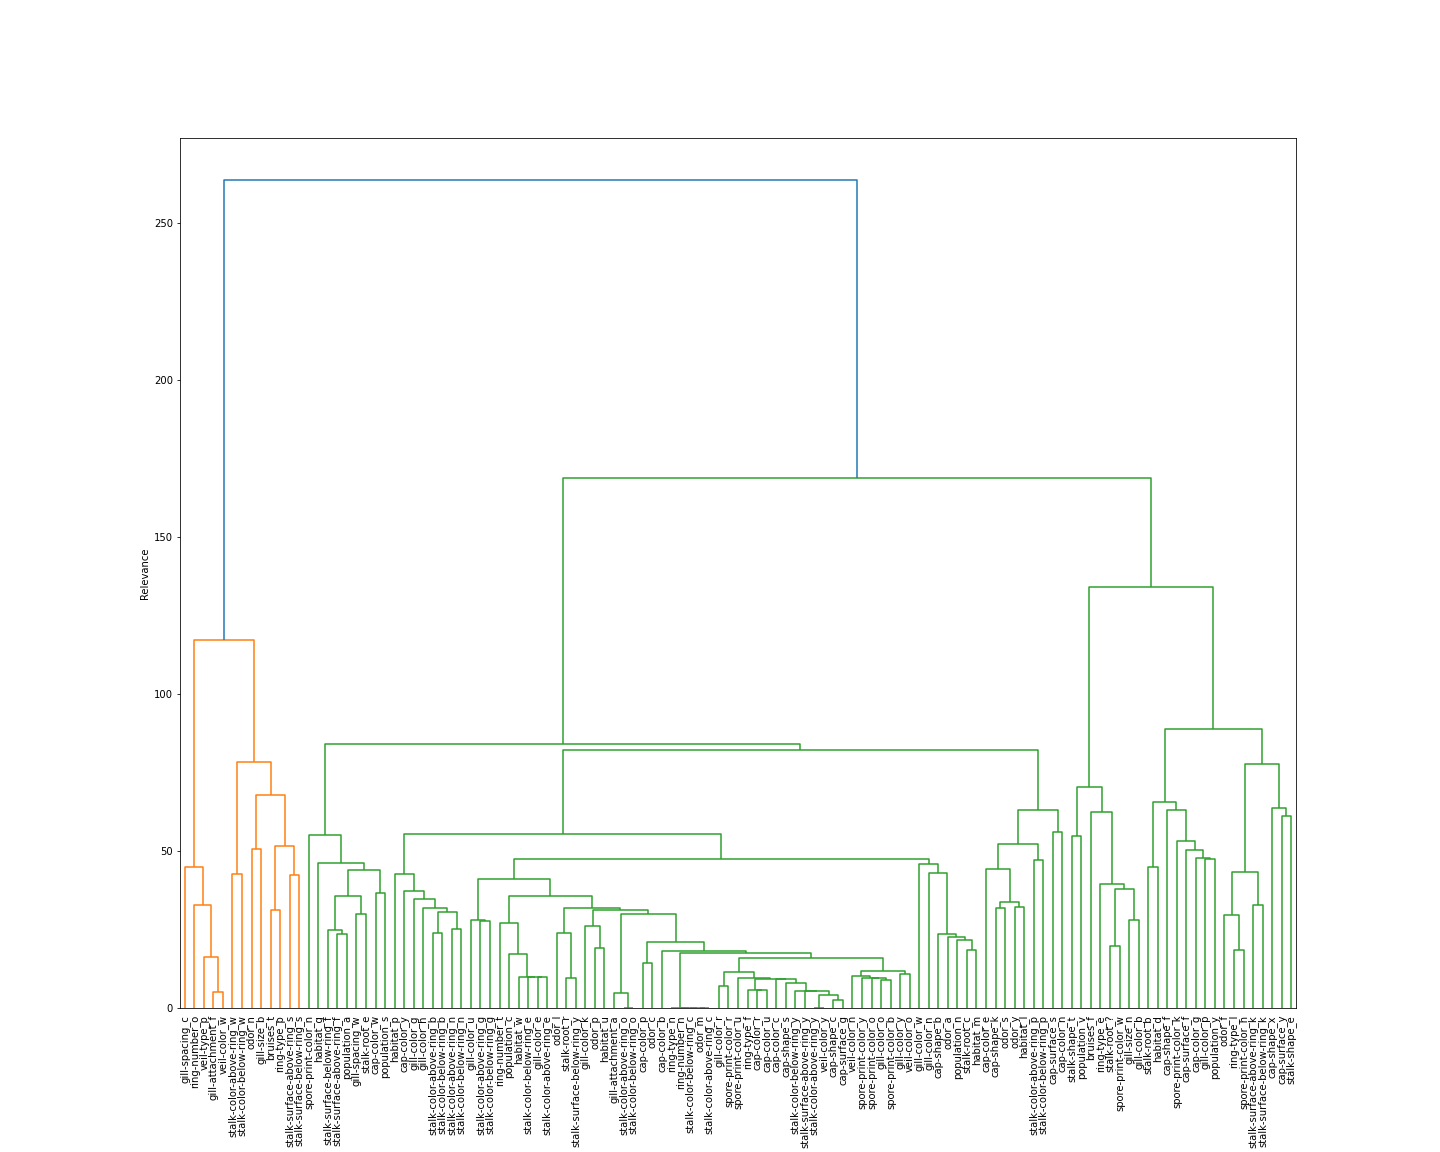 250
200
150
100
50
0
Relevance
gill-spacing_c
ring-number_o
veil-type_p
gill-attachment_f
veil-color_w
stalk-color-above-ring_w
stalk-color-below-ring_w
odor_n
gill-size_b
bruises_t
ring-type_p
stalk-surface-above-ring_s
stalk-surface-below-ring_s
spore-print-color_n
habitat_g
stalk-surface-below-ring_f
stalk-surface-above-ring_f
population_a
gill-spacing_w
stalk-root_e
cap-color_w
population_s
habitat_p
cap-color_y
gill-color_g
gill-color_h
stalk-color-above-ring_b
stalk-color-below-ring_b
stalk-color-above-ring_n
stalk-color-below-ring_n
gill-color_u
stalk-color-above-ring_g
stalk-color-below-ring_g
ring-number_t
population_c
habitat_w
stalk-color-below-ring_e
gill-color_e
stalk-color-above-ring_e
odor_l
stalk-root_r
stalk-surface-below-ring_y
gill-color_k
odor_p
habitat_u
gill-attachment_a
stalk-color-above-ring_o
stalk-color-below-ring_o
cap-color_p
odor_c
cap-color_b
ring-type_n
ring-number_n
stalk-color-below-ring_c
odor_m
stalk-color-above-ring_c
gill-color_r
spore-print-color_r
spore-print-color_u
ring-type_f
cap-color_r
cap-color_u
cap-color_c
cap-shape_s
stalk-color-below-ring_y
stalk-surface-above-ring_y
stalk-color-above-ring_y
veil-color_y
cap-shape_c
cap-surface_g
veil-color_n
spore-print-color_y
spore-print-color_o
gill-color_o
spore-print-color_b
gill-color_y
veil-color_o
gill-color_w
gill-color_n
cap-shape_b
odor_a
population_n
stalk-root_c
habitat_m
cap-color_e
cap-shape_k
odor_s
odor_y
habitat_l
stalk-color-above-ring_p
stalk-color-below-ring_p
cap-surface_s
cap-color_n
stalk-shape_t
population_v
bruises_f
ring-type_e
stalk-root_?
spore-print-color_w
gill-size_n
gill-color_b
stalk-root_b
habitat_d
cap-shape_f
spore-print-color_k
cap-surface_f
cap-color_g
gill-color_p
population_y
odor_f
ring-type_l
spore-print-color_h
stalk-surface-above-ring_k
stalk-surface-below-ring_k
cap-shape_x
cap-surface_y
stalk-shape_e